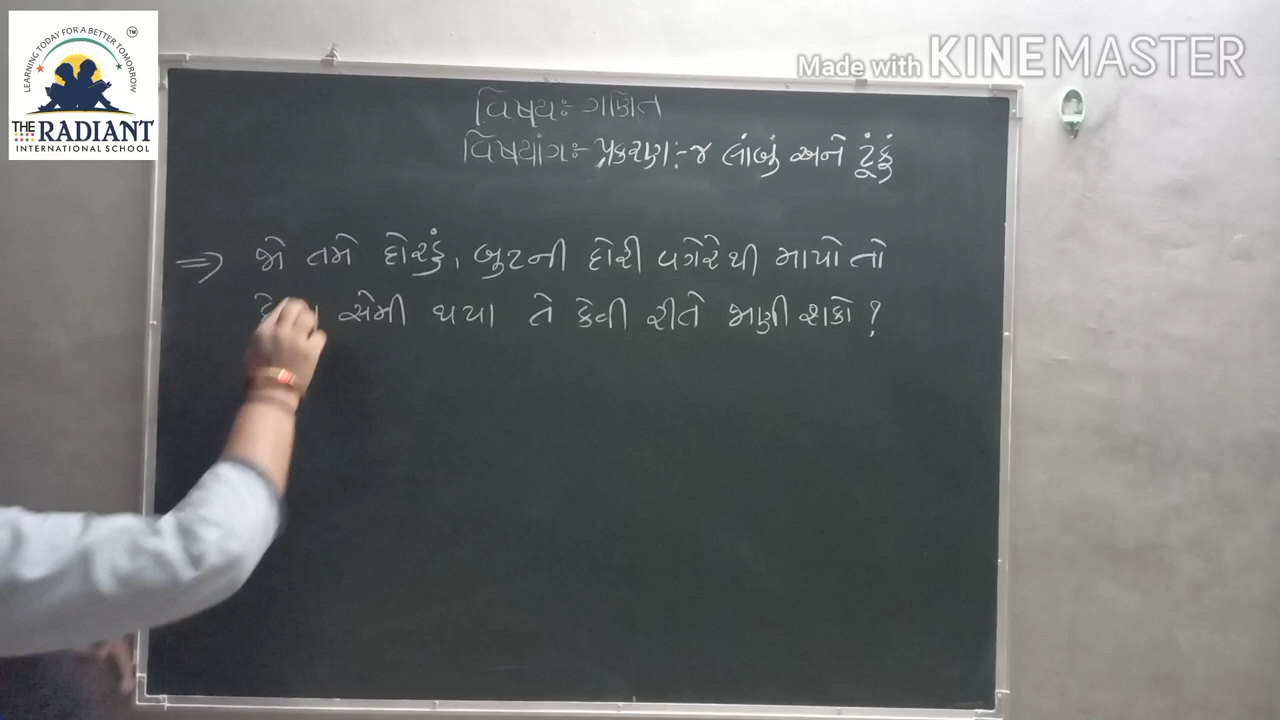 LEARNING TODAY FOR A BETTER TOMORROW
TM
THE RADIANT
INTERNATIONAL SCHOOL
Made with KINEMASTER
વિષય:- ગણિત
વિષયાંગ:- પ્રકરણ:-૪ લાંબું અને ટૂંકું
⇒ જો તમે દોરડું, બુટની દોરી વગેરેથી માપો તો
સેમી થયા તે કેવી રીતે જાણી શકો ?